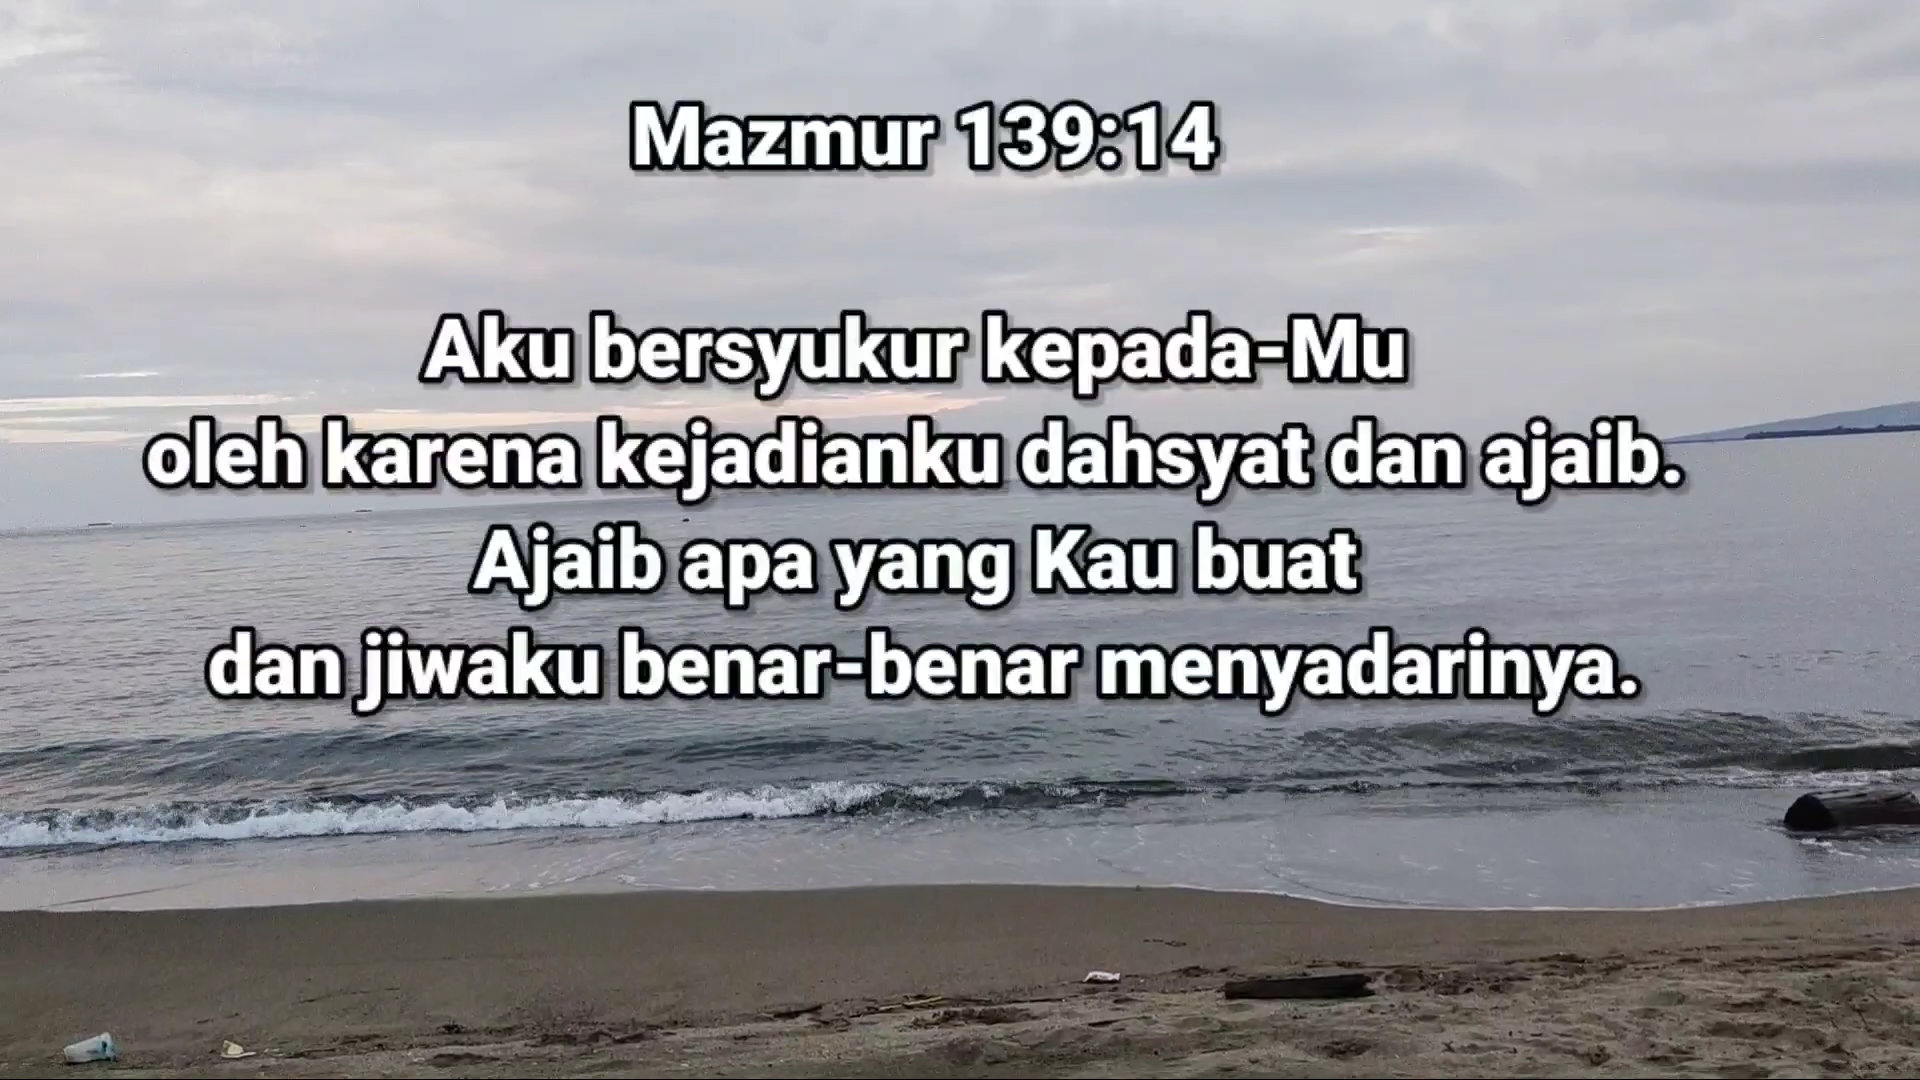 Mazmur 139:14
Aku bersyukur kepada-Mu
oleh karena kejadianku dahsyat dan ajaib.
Ajaib apa yang Kau buat
dan jiwaku benar-benar menyadarinya.